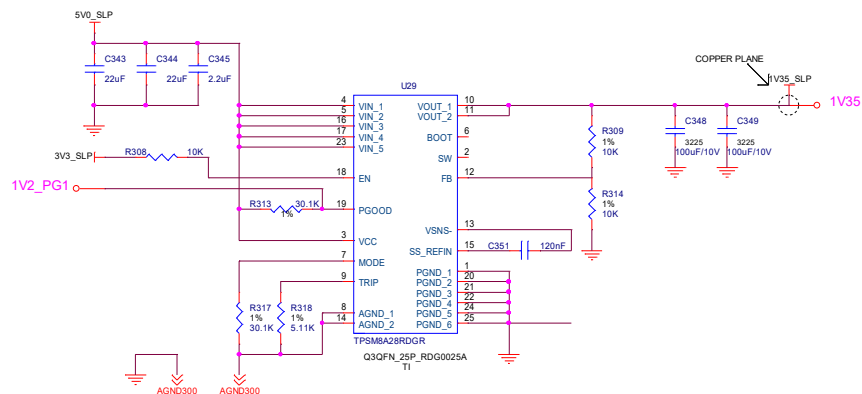 5V0_SLP
C343
22uF
C344
22uF
C345
2.2uF
COPPER PLANE
1V35_SLP
1V35
U29
4 VIN_1 VOUT_1 10
5 VIN_2 VOUT_2 11
16 VIN_3
17 VIN_4 BOOT 6
23 VIN_5
SW 2
R309
1%
10K
C348
3225
100uF/10V
C349
3225
100uF/10V
3V3_SLP R308 10K
18 EN FB 12
1V2_PG1
R313 30.1K
1%
19 PGOOD
R314
1%
10K
VSNS- 13
3 VCC SS_REFIN 15
C351 120nF
7 MODE PGND_1 1
9 TRIP PGND_2 20
PGND_3 21
PGND_4 22
8 AGND_1 PGND_5 24
14 AGND_2 PGND_6 25
R317
1%
30.1K
R318
1%
5.11K
TPSM8A28RDGR
Q3QFN_25P_RDG0025A
TI
AGND300
AGND300